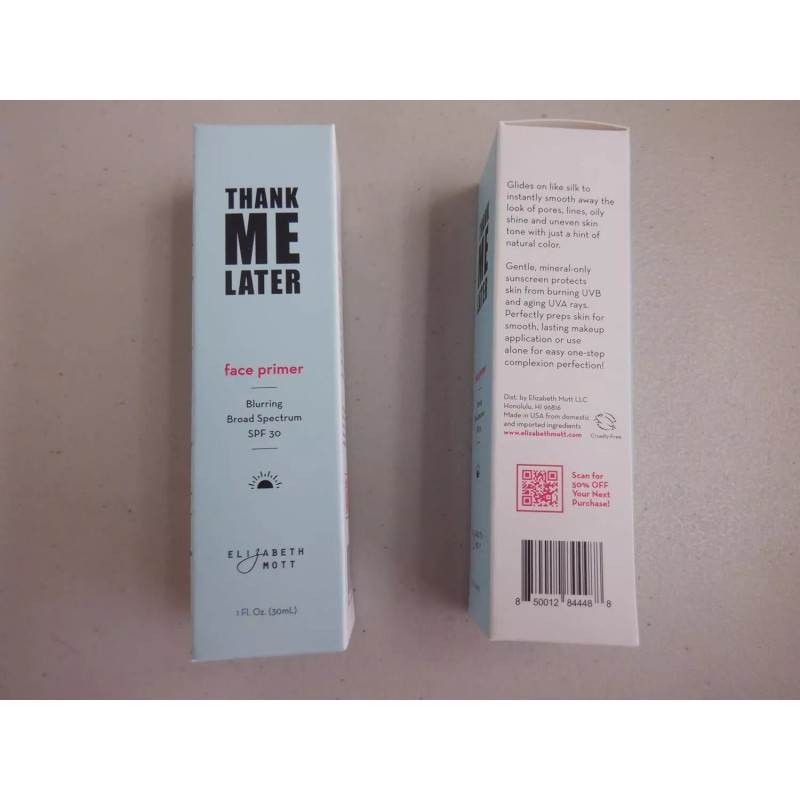 THANK
ME
LATER
face primer
Blurring
Broad Spectrum
SPF 30
ELIZABETH
MOTT
1 Fl. Oz. (30mL)
THANK
ME
LATER
Glides on like silk to
instantly smooth away the
look of pores, lines, oily
shine and uneven skin
tone with just a hint of
natural color.
Gentle, mineral-only
sunscreen protects
skin from burning UVB
and aging UVA rays.
Perfectly preps skin for
smooth, lasting makeup
application or use
alone for easy one-step
complexion perfection!
Dist. by Elizabeth Mott LLC.
Honolulu, HI 96816
Made in USA from domestic
and imported ingredients
www.elizabethmott.com
Cruelty-Free
Scan for
50% OFF
Your Next
Purchase!
8 50012 84448 8